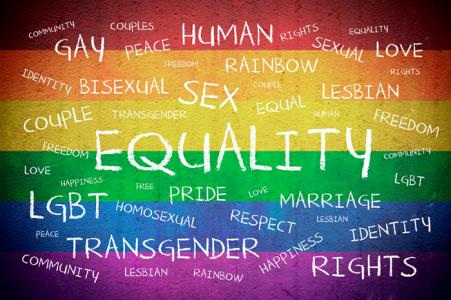 COMMUNITY COUPLES HUMAN RIGHTS EQUALITY
GAY PEACE SEXUAL LOVE
FREEDOM RAINBOW RIGHTS
IDENTITY BISEXUAL SEX COUPLE LESBIAN
COUPLE TRANSGENDER EQUAL HUMAN FREEDOM
FREEDOM EQUALITY COMMUNITY
LOVE HAPPINESS FREE PRIDE LOVE MARRIAGE LGBT
LGBT HOMOSEXUAL RESPECT LESBIAN IDENTITY
PEACE TRANSGENDER HAPPINESS
COMMUNITY LESBIAN RAINBOW RIGHTS